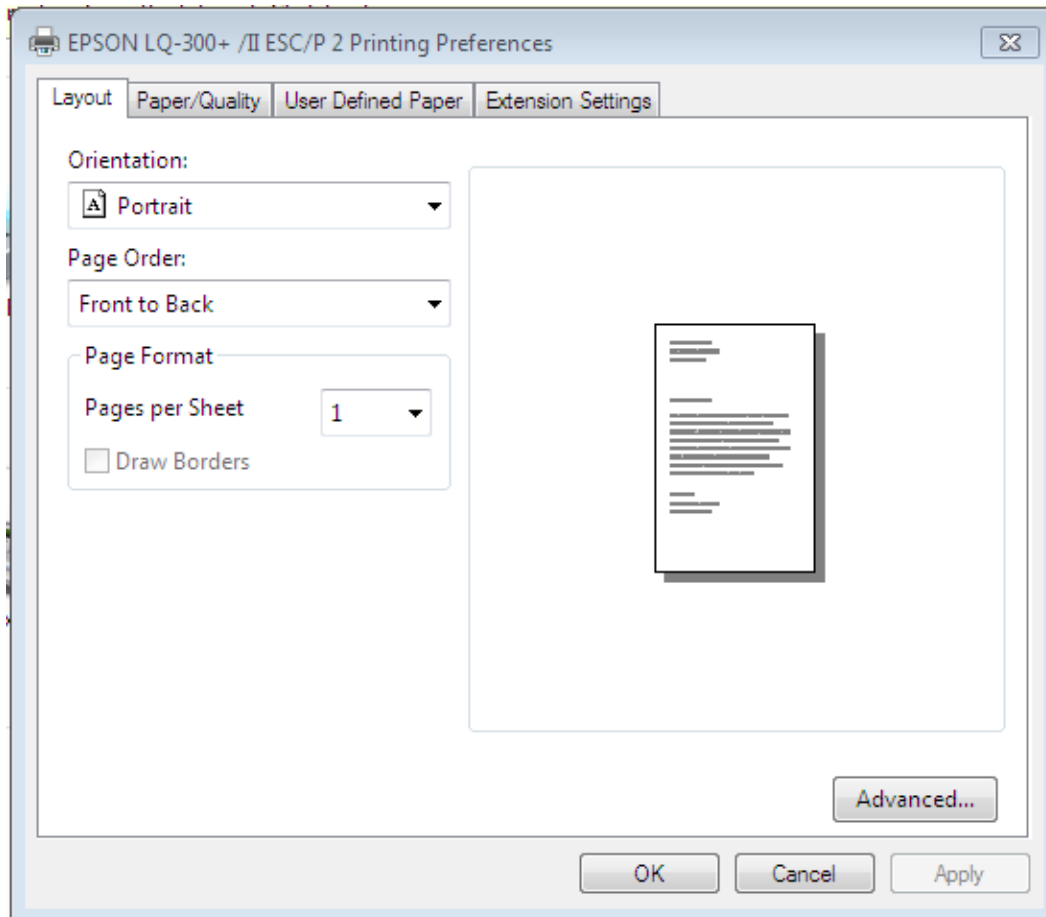 EPSON LQ-300+ /II ESC/P 2 Printing Preferences
Layout Paper/Quality User Defined Paper Extension Settings
Orientation:
Portrait
Page Order:
Front to Back
Page Format
Pages per Sheet 1
Draw Borders
Advanced...
OK Cancel Apply